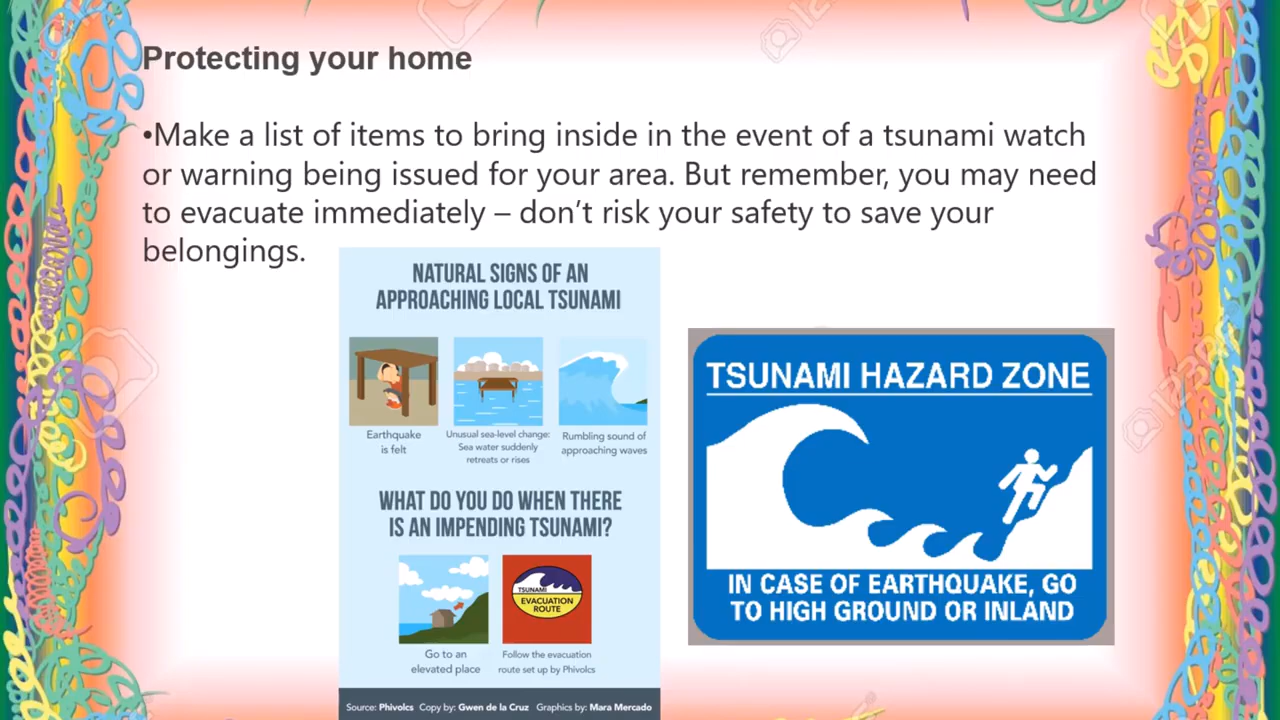 Protecting your home
•Make a list of items to bring inside in the event of a tsunami watch
or warning being issued for your area. But remember, you may need
to evacuate immediately – don't risk your safety to save your
belongings.
NATURAL SIGNS OF AN
APPROACHING LOCAL TSUNAMI
Earthquake
is felt
Unusual sea-level change:
Sea water suddenly
retreats or rises
Rumbling sound of
approaching waves
WHAT DO YOU DO WHEN THERE
IS AN IMPENDING TSUNAMI?
TSUNAMI
EVACUATION
ROUTE
Go to an
elevated place
Follow the evacuation
route set up by Phivolcs
Source: Phivolcs Copy by: Gwen de la Cruz Graphics by: Mara Mercado
TSUNAMI HAZARD ZONE
IN CASE OF EARTHQUAKE, GO
TO HIGH GROUND OR INLAND